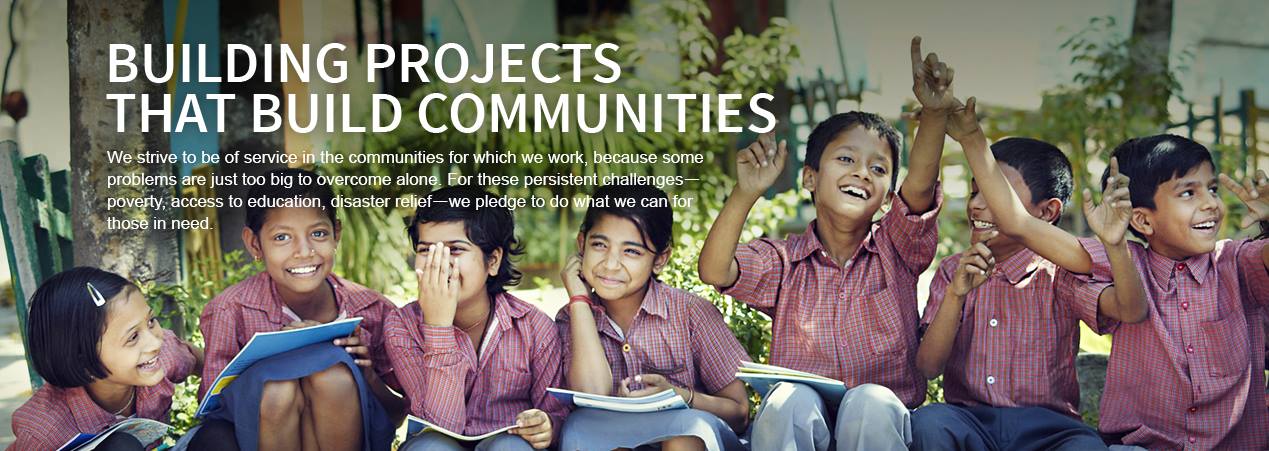 BUILDING PROJECTS
THAT BUILD COMMUNITIES
We strive to be of service in the communities for which we work, because some
problems are just too big to overcome alone. For these persistent challenges—
poverty, access to education, disaster relief—we pledge to do what we can for
those in need.